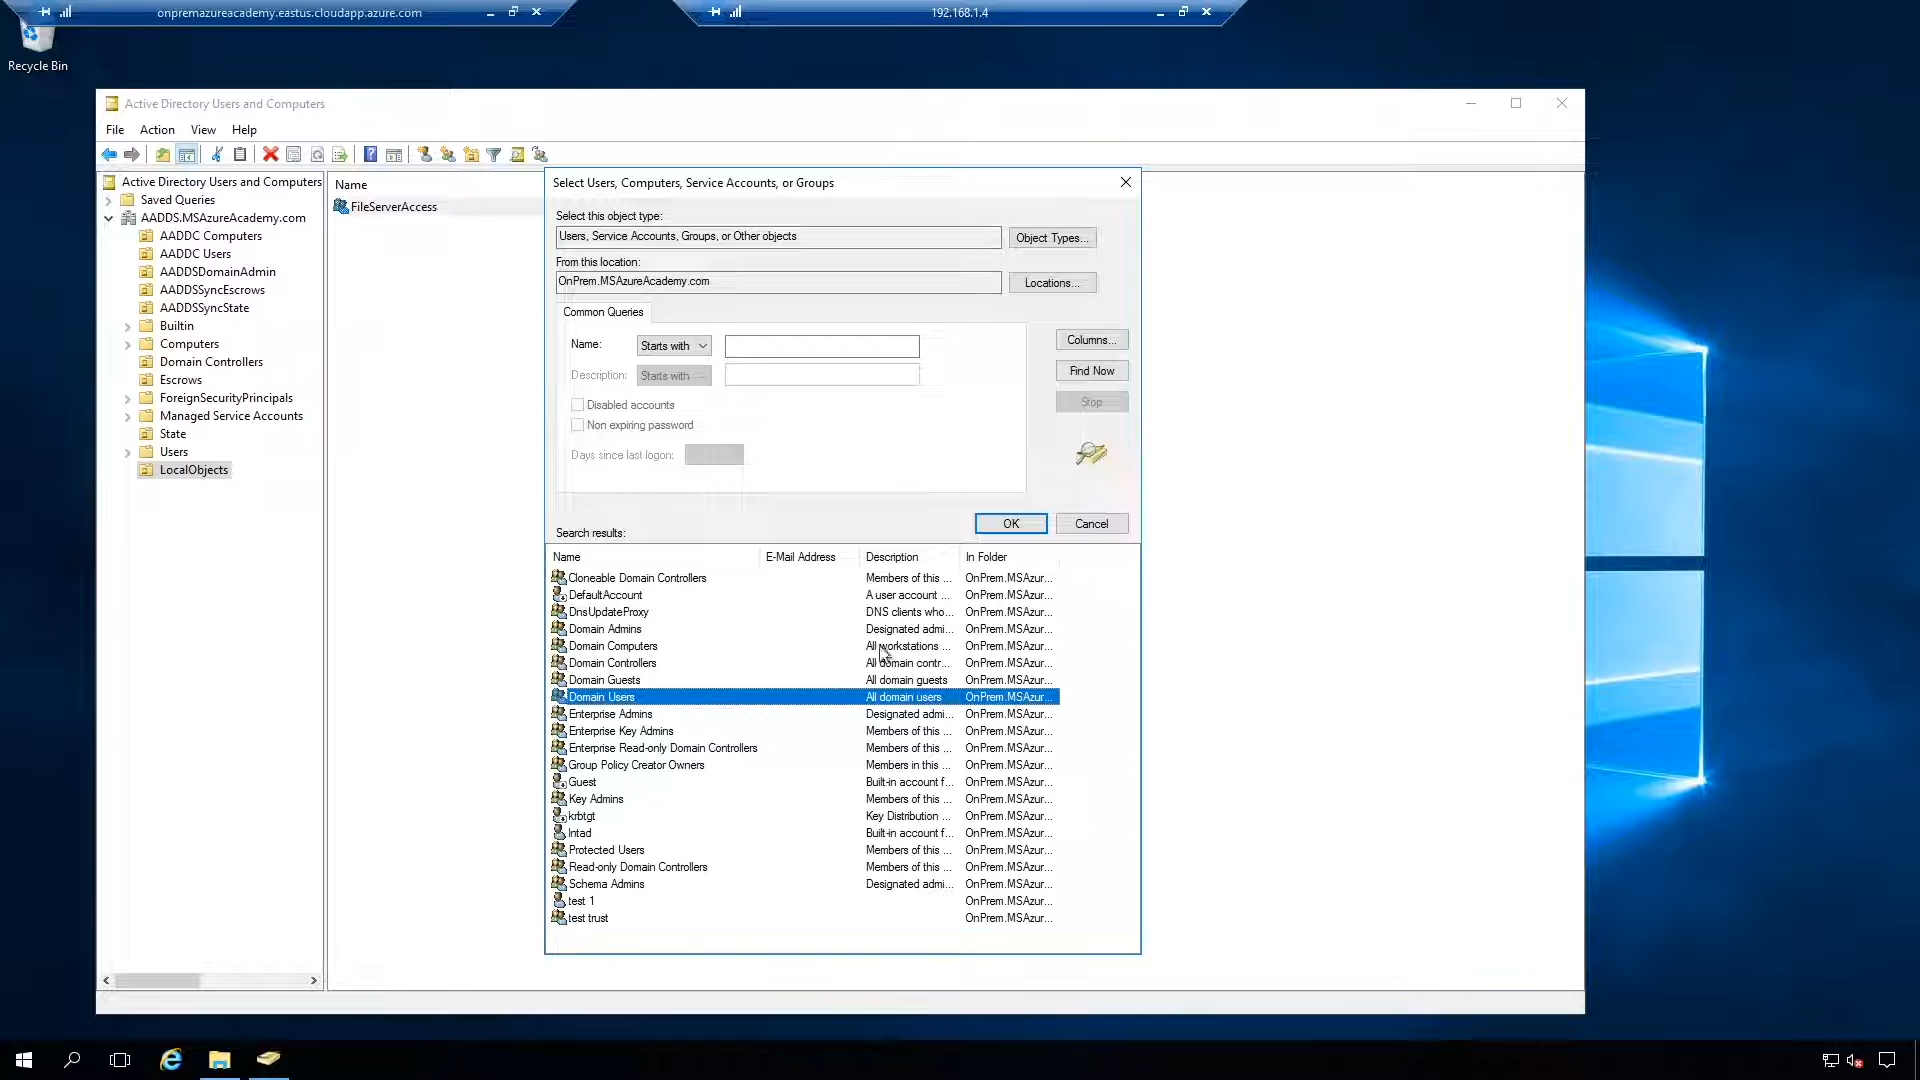 onpremazureacademy.eastus.cloudapp.azure.com
192.168.1.4
Recycle Bin
Active Directory Users and Computers
File Action View Help
Active Directory Users and Computers
Saved Queries
AADDS.MSAzureAcademy.com
AADDC Computers
AADDC Users
AADDSDomainAdmin
AADDSSyncEscrows
AADDSSyncState
Builtin
Computers
Domain Controllers
Escrows
ForeignSecurityPrincipals
Managed Service Accounts
State
Users
LocalObjects
Name
FileServerAccess
Select Users, Computers, Service Accounts, or Groups
Select this object type:
Users, Service Accounts, Groups, or Other objects
Object Types...
From this location:
OnPrem.MSAzureAcademy.com
Locations...
Common Queries
Name: Starts with
Description: Starts with
Disabled accounts
Non expiring password
Days since last logon:
Columns...
Find Now
Stop
OK
Cancel
Search results:
Name E-Mail Address Description In Folder
Cloneable Domain Controllers Members of this ... OnPrem.MSAzur...
DefaultAccount A user account ... OnPrem.MSAzur...
DnsUpdateProxy DNS clients who... OnPrem.MSAzur...
Domain Admins Designated admi... OnPrem.MSAzur...
Domain Computers All workstations ... OnPrem.MSAzur...
Domain Controllers All domain contr... OnPrem.MSAzur...
Domain Guests All domain guests OnPrem.MSAzur...
Domain Users All domain users OnPrem.MSAzur...
Enterprise Admins Designated admi... OnPrem.MSAzur...
Enterprise Key Admins Members of this ... OnPrem.MSAzur...
Enterprise Read-only Domain Controllers Members of this ... OnPrem.MSAzur...
Group Policy Creator Owners Members in this ... OnPrem.MSAzur...
Guest Built-in account f... OnPrem.MSAzur...
Key Admins Members of this ... OnPrem.MSAzur...
krbtgt Key Distribution ... OnPrem.MSAzur...
lntad Built-in account f... OnPrem.MSAzur...
Protected Users Members of this ... OnPrem.MSAzur...
Read-only Domain Controllers Members of this ... OnPrem.MSAzur...
Schema Admins Designated admi... OnPrem.MSAzur...
test 1 OnPrem.MSAzur...
test trust OnPrem.MSAzur...